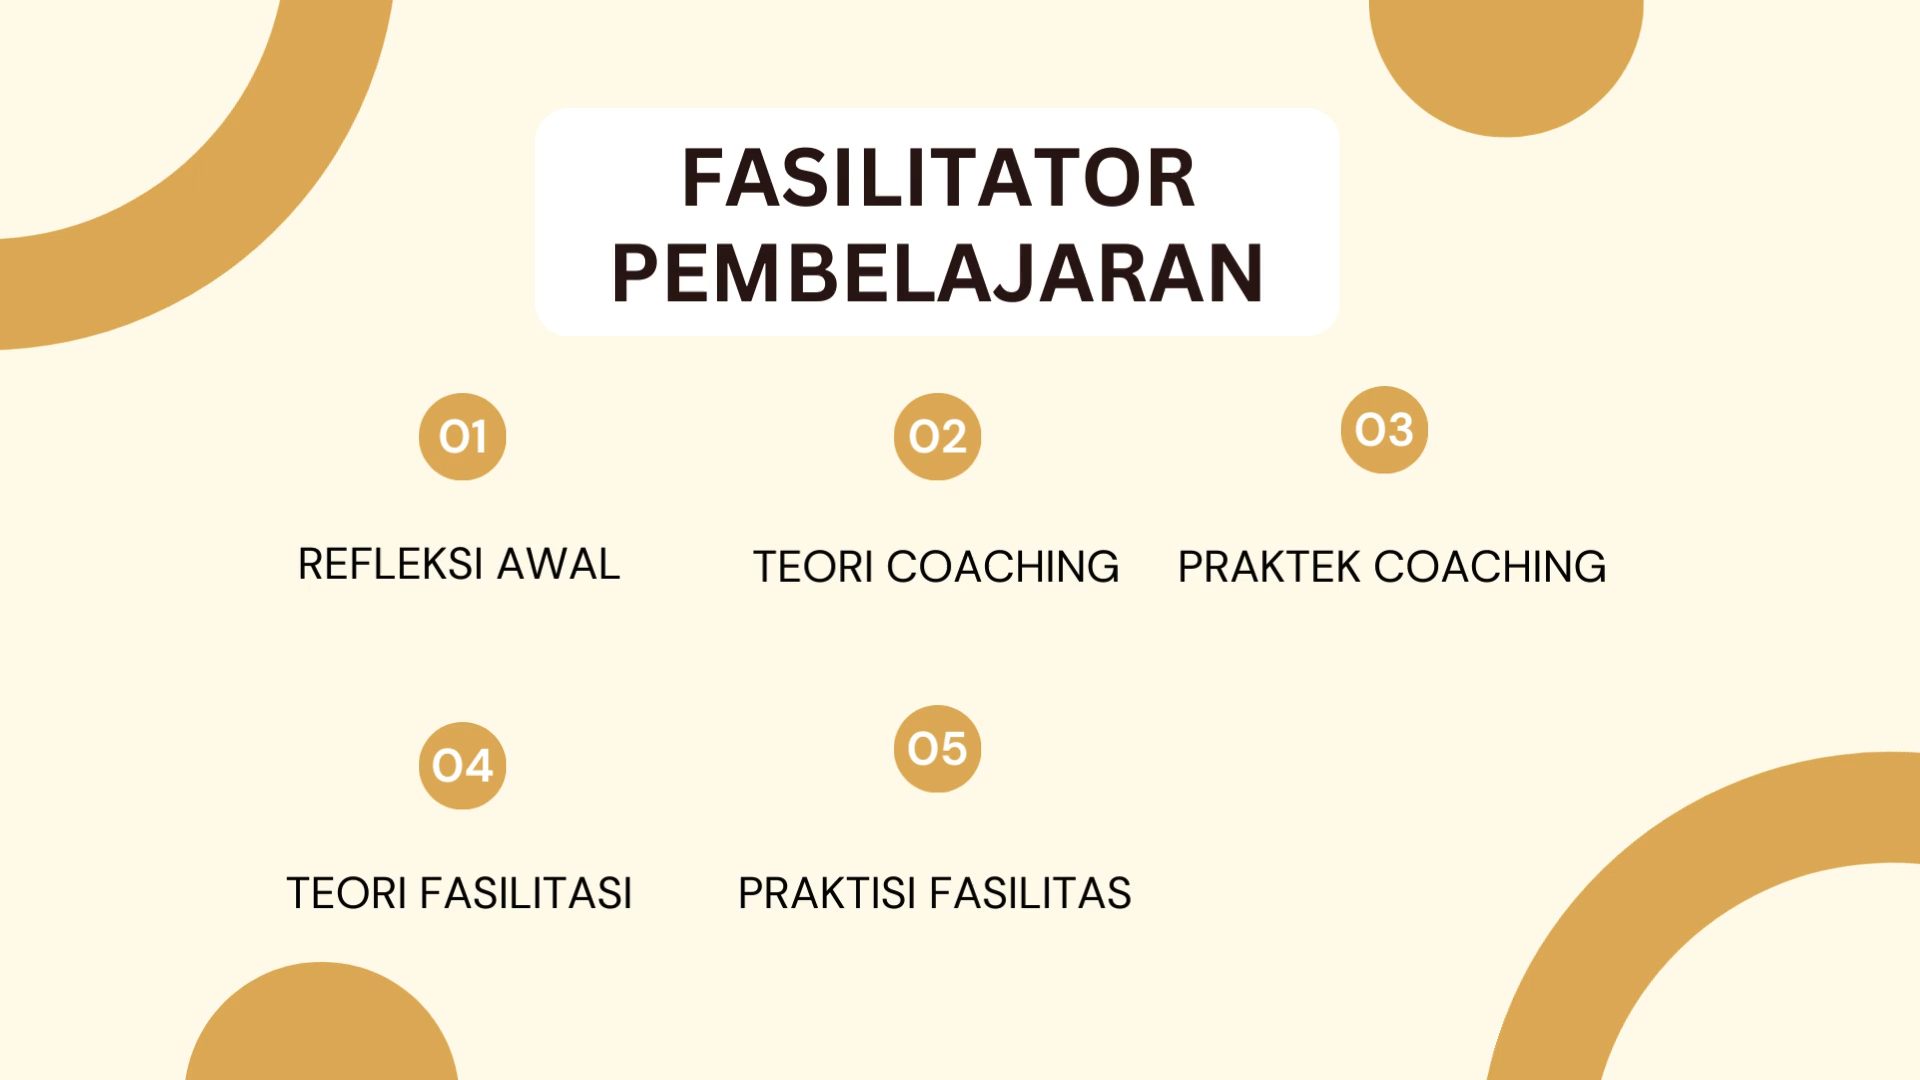 FASILITATOR
PEMBELAJARAN
01
REFLEKSI AWAL
02
TEORI COACHING
03
PRAKTEK COACHING
04
TEORI FASILITASI
05
PRAKTISI FASILITAS